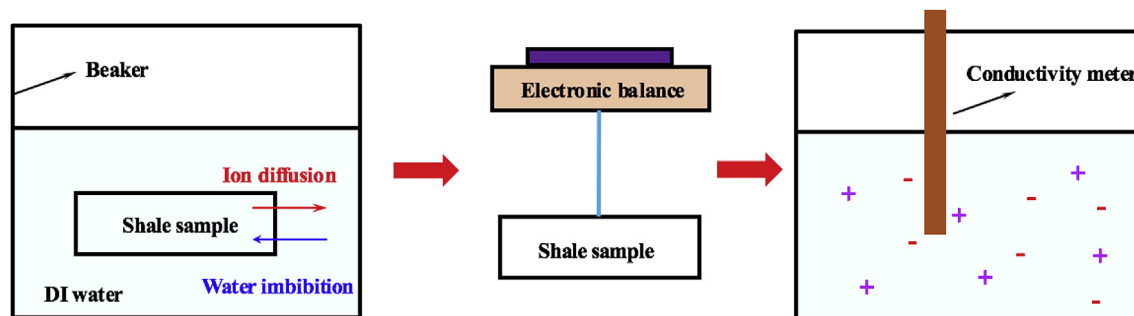 Beaker
Ion diffusion
Shale sample
Water imbibition
DI water
Electronic balance
Shale sample
Conductivity meter